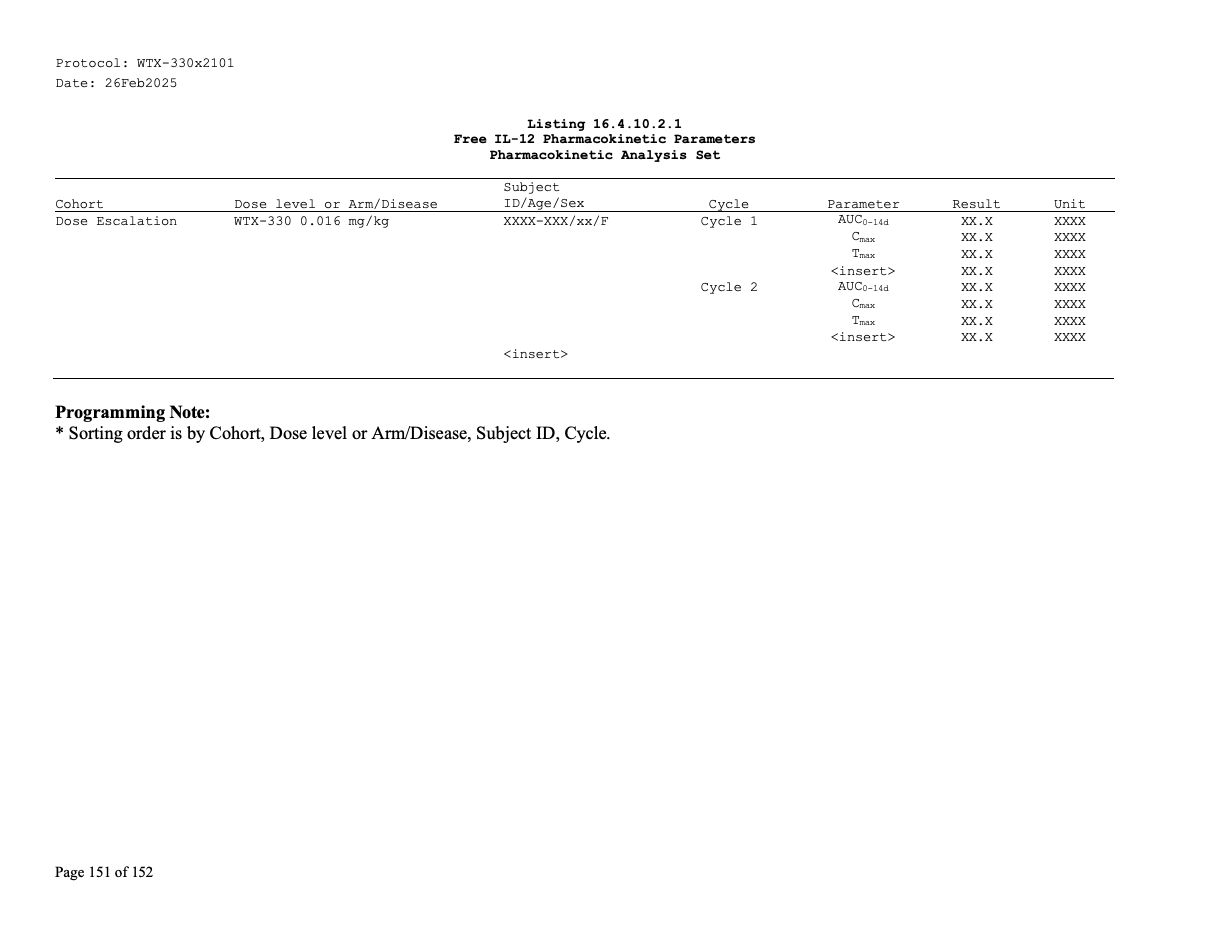 Protocol: WTX-330x2101
Date: 26Feb2025
Listing 16.4.10.2.1
Free IL-12 Pharmacokinetic Parameters
Pharmacokinetic Analysis Set
Subject
Cohort Dose level or Arm/Disease ID/Age/Sex Cycle Parameter Result Unit
Dose Escalation WTX-330 0.016 mg/kg XXXX-XXX/xx/F Cycle 1 AUC0-14d XX.X XXXX
Cmax XX.X XXXX
Tmax XX.X XXXX
<insert> XX.X XXXX
Cycle 2 AUC0-14d XX.X XXXX
Cmax XX.X XXXX
Tmax XX.X XXXX
<insert> XX.X XXXX
<insert>
Programming Note:
* Sorting order is by Cohort, Dose level or Arm/Disease, Subject ID, Cycle.
Page 151 of 152